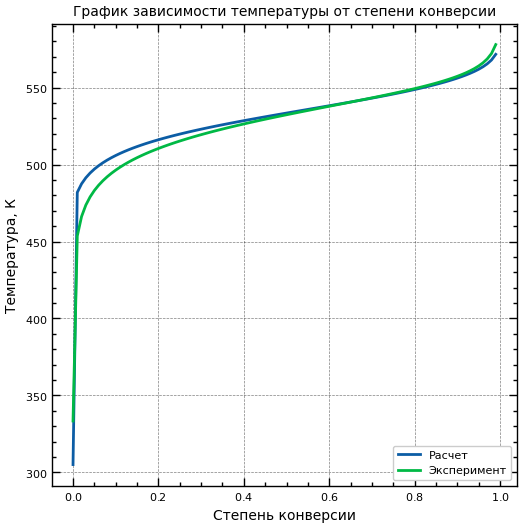 График зависимости температуры от степени конверсии
550
500
450
400
350
300
Температура, К
0.0 0.2 0.4 0.6 0.8 1.0
Степень конверсии
Расчет
Эксперимент